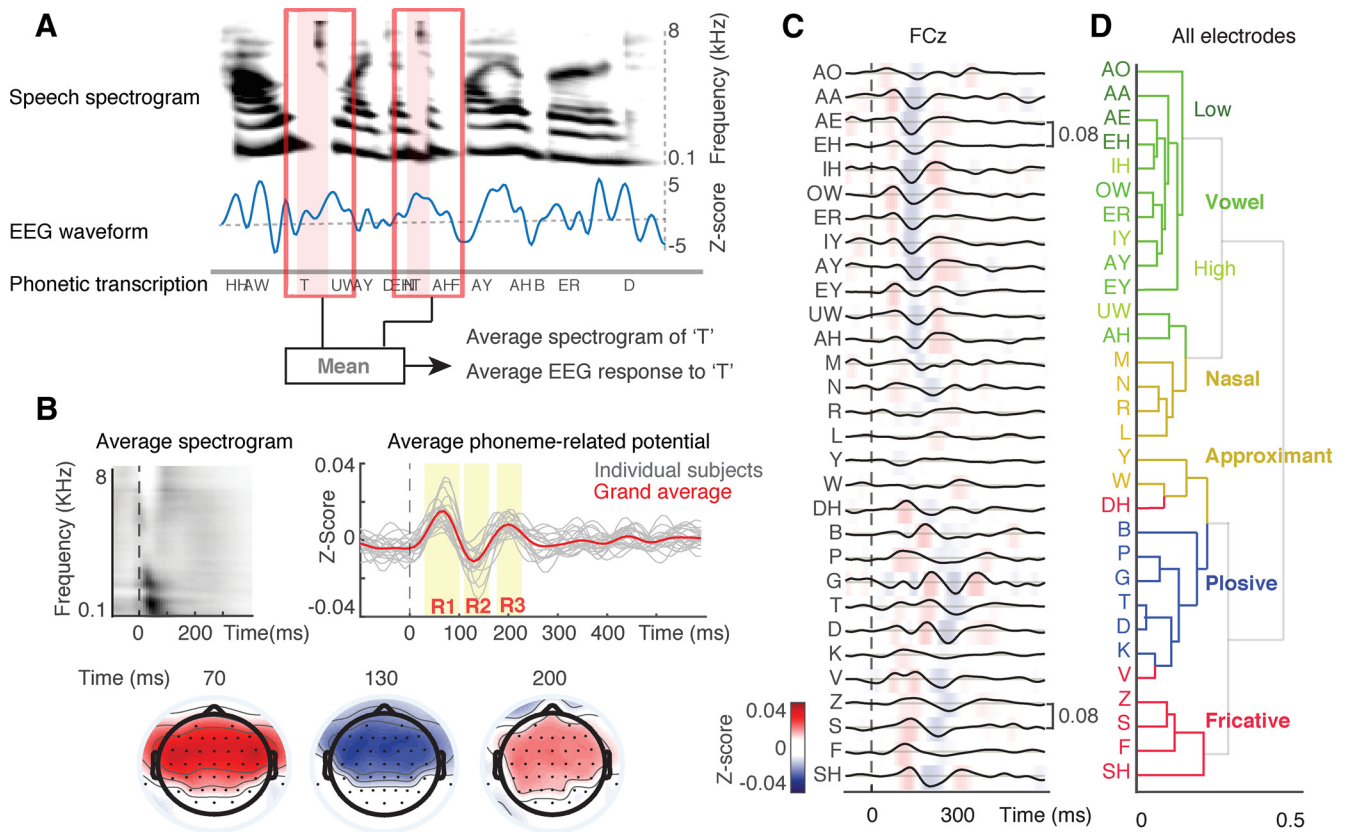 A
Speech spectrogram
8
Frequency (kHz)
0.1
5
Z-score
-5
EEG waveform
Phonetic transcription
HH AW T UW AY D EH N T AH F AY AH B ER D
Mean
Average spectrogram of ‘T’
Average EEG response to ‘T’
B
Average spectrogram
8
Frequency (KHz)
0.1
0 200 Time(ms)
Average phoneme-related potential
0.04
Z-Score
0
-0.04
Individual subjects
Grand average
R1 R2 R3
0 100 200 300 400 Time (ms)
Time (ms) 70 130 200
C
FCz
AO
AA
AE
EH
0.08
IH
OW
ER
IY
AY
EY
UW
AH
M
N
R
L
Y
W
DH
B
P
G
T
D
K
V
Z
S
0.08
F
SH
0.04
Z-score
0
-0.04
0 300 Time (ms)
D
All electrodes
AO
AA
AE
EH
IH
OW
ER
IY
AY
EY
UW
AH
M
N
R
L
Y
W
DH
B
P
G
T
D
K
V
Z
S
F
SH
Low
Vowel
High
Nasal
Approximant
Plosive
Fricative
0 0.5